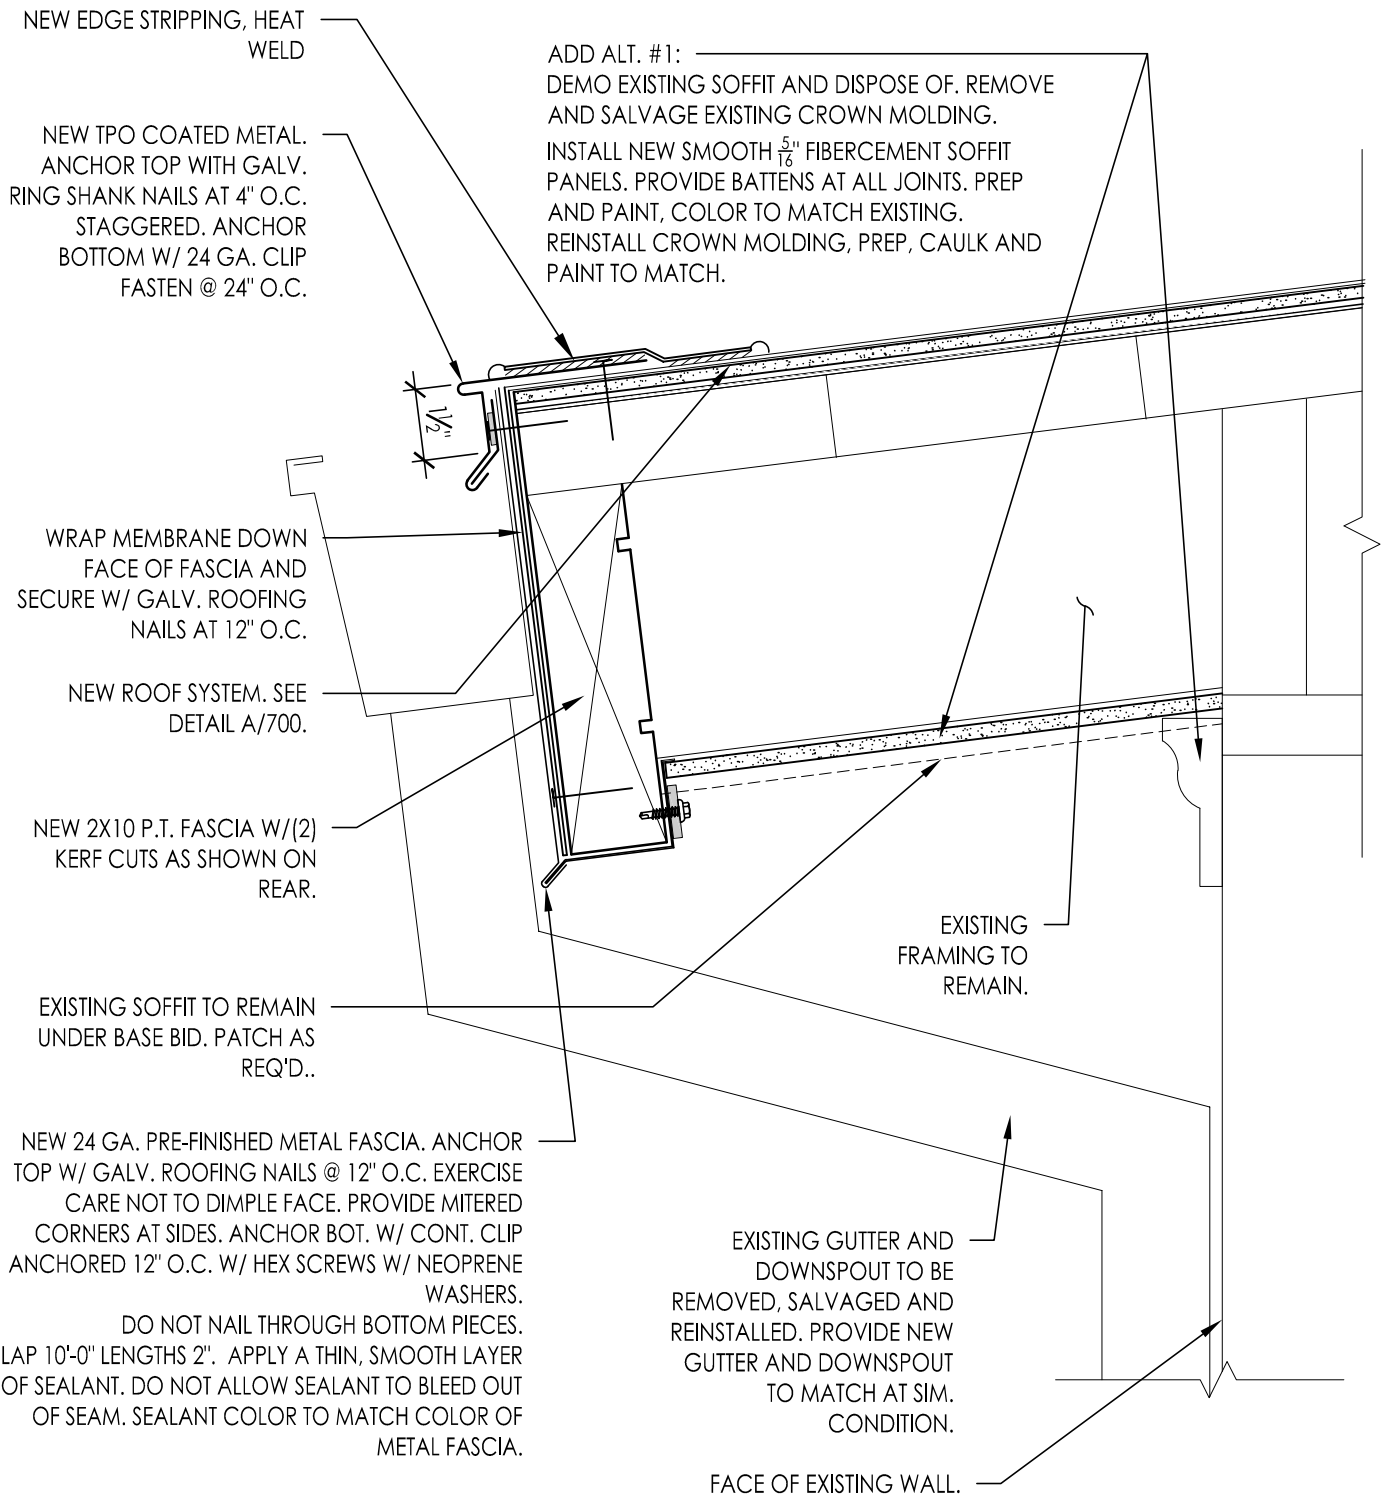 NEW EDGE STRIPPING, HEAT
WELD
ADD ALT. #1:
DEMO EXISTING SOFFIT AND DISPOSE OF. REMOVE
AND SALVAGE EXISTING CROWN MOLDING.
INSTALL NEW SMOOTH 5/16" FIBERCEMENT SOFFIT
PANELS. PROVIDE BATTENS AT ALL JOINTS. PREP
AND PAINT, COLOR TO MATCH EXISTING.
REINSTALL CROWN MOLDING, PREP, CAULK AND
PAINT TO MATCH.
NEW TPO COATED METAL.
ANCHOR TOP WITH GALV.
RING SHANK NAILS AT 4" O.C.
STAGGERED. ANCHOR
BOTTOM W/ 24 GA. CLIP
FASTEN @ 24" O.C.
1 1/2"
WRAP MEMBRANE DOWN
FACE OF FASCIA AND
SECURE W/ GALV. ROOFING
NAILS AT 12" O.C.
NEW ROOF SYSTEM. SEE
DETAIL A/700.
NEW 2X10 P.T. FASCIA W/(2)
KERF CUTS AS SHOWN ON
REAR.
EXISTING
FRAMING TO
REMAIN.
EXISTING SOFFIT TO REMAIN
UNDER BASE BID. PATCH AS
REQ'D..
NEW 24 GA. PRE-FINISHED METAL FASCIA. ANCHOR
TOP W/ GALV. ROOFING NAILS @ 12" O.C. EXERCISE
CARE NOT TO DIMPLE FACE. PROVIDE MITERED
CORNERS AT SIDES. ANCHOR BOT. W/ CONT. CLIP
ANCHORED 12" O.C. W/ HEX SCREWS W/ NEOPRENE
WASHERS.
DO NOT NAIL THROUGH BOTTOM PIECES.
LAP 10'-0" LENGTHS 2". APPLY A THIN, SMOOTH LAYER
OF SEALANT. DO NOT ALLOW SEALANT TO BLEED OUT
OF SEAM. SEALANT COLOR TO MATCH COLOR OF
METAL FASCIA.
EXISTING GUTTER AND
DOWNSPOUT TO BE
REMOVED, SALVAGED AND
REINSTALLED. PROVIDE NEW
GUTTER AND DOWNSPOUT
TO MATCH AT SIM.
CONDITION.
FACE OF EXISTING WALL.